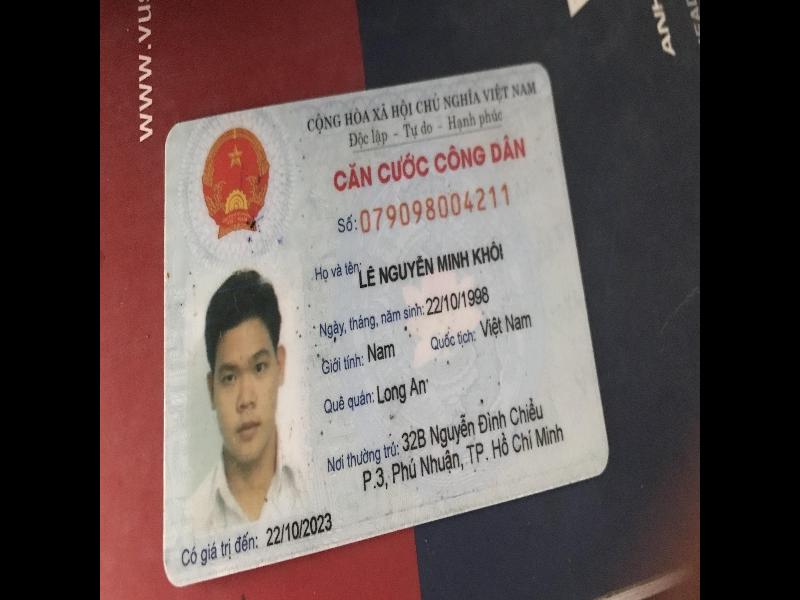 www.vus
CỘNG HÒA XÃ HỘI CHỦ NGHĨA VIỆT NAM
Độc lập - Tự do - Hạnh phúc
CĂN CƯỚC CÔNG DÂN
Số: 079098004211
Họ và tên: LÊ NGUYỄN MINH KHÔI
Ngày, tháng, năm sinh: 22/10/1998
Giới tính: Nam Quốc tịch: Việt Nam
Quê quán: Long An
Nơi thường trú: 32B Nguyễn Đình Chiểu
P.3, Phú Nhuận, TP. Hồ Chí Minh
Có giá trị đến: 22/10/2023